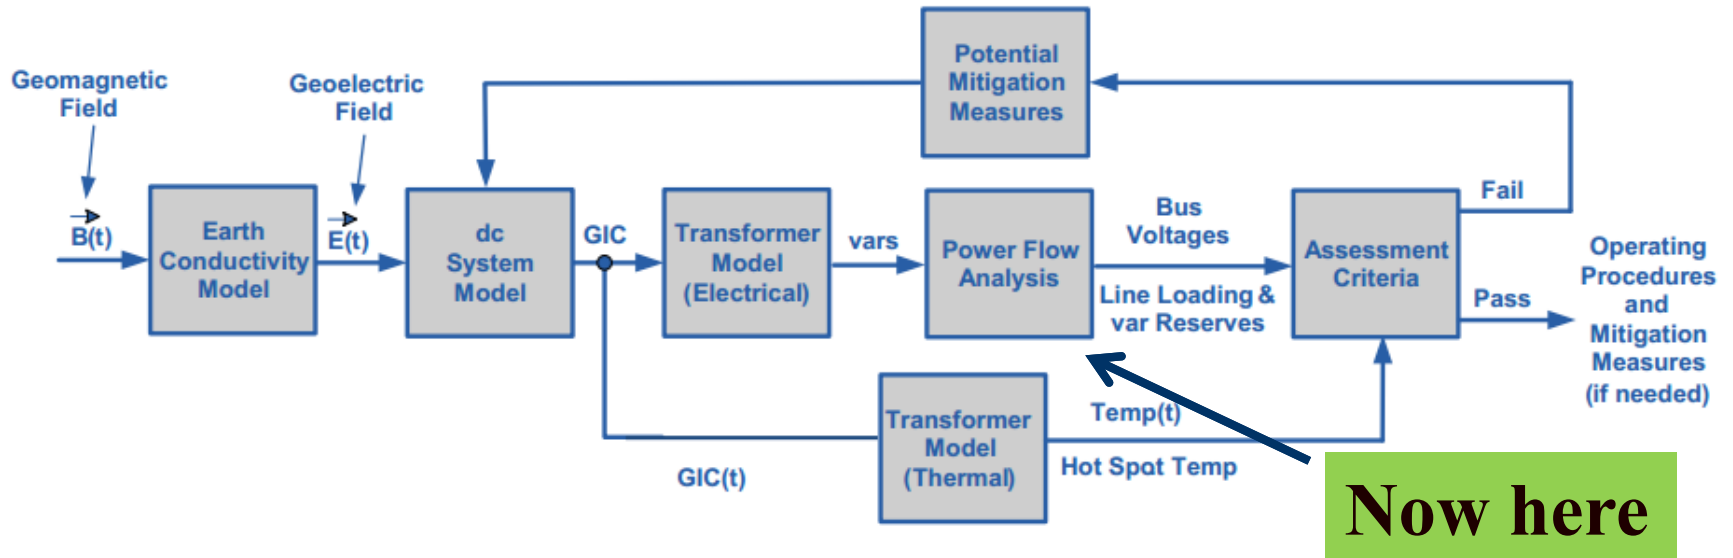 Geomagnetic
Field
Geoelectric
Field
Potential
Mitigation
Measures
B(t)
Earth
Conductivity
Model
E(t)
dc
System
Model
GIC
Transformer
Model
(Electrical)
vars
Power Flow
Analysis
Bus
Voltages
Line Loading &
var Reserves
Assessment
Criteria
Fail
Pass
Operating
Procedures
and
Mitigation
Measures
(if needed)
GIC(t)
Transformer
Model
(Thermal)
Temp(t)
Hot Spat Temp
Now here